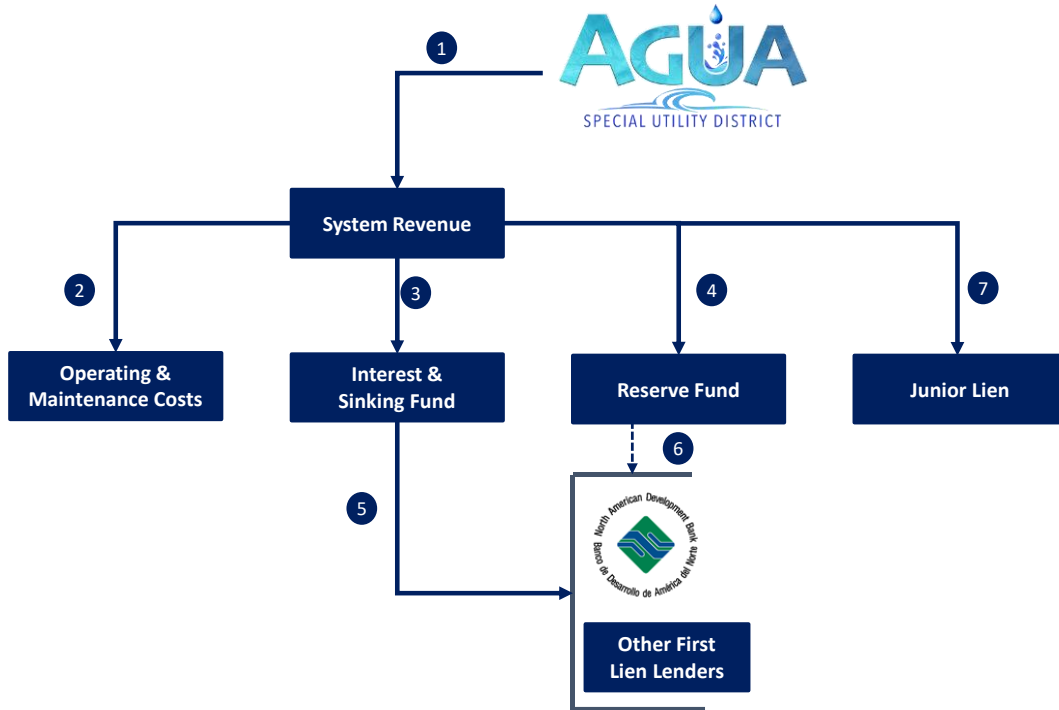 1
AGUA
SPECIAL UTILITY DISTRICT
System Revenue
2
3
4
7
Operating &
Maintenance Costs
Interest &
Sinking Fund
Reserve Fund
Junior Lien
6
5
North American Development Bank
Banco de Desarrollo de América del Norte
Other First
Lien Lenders